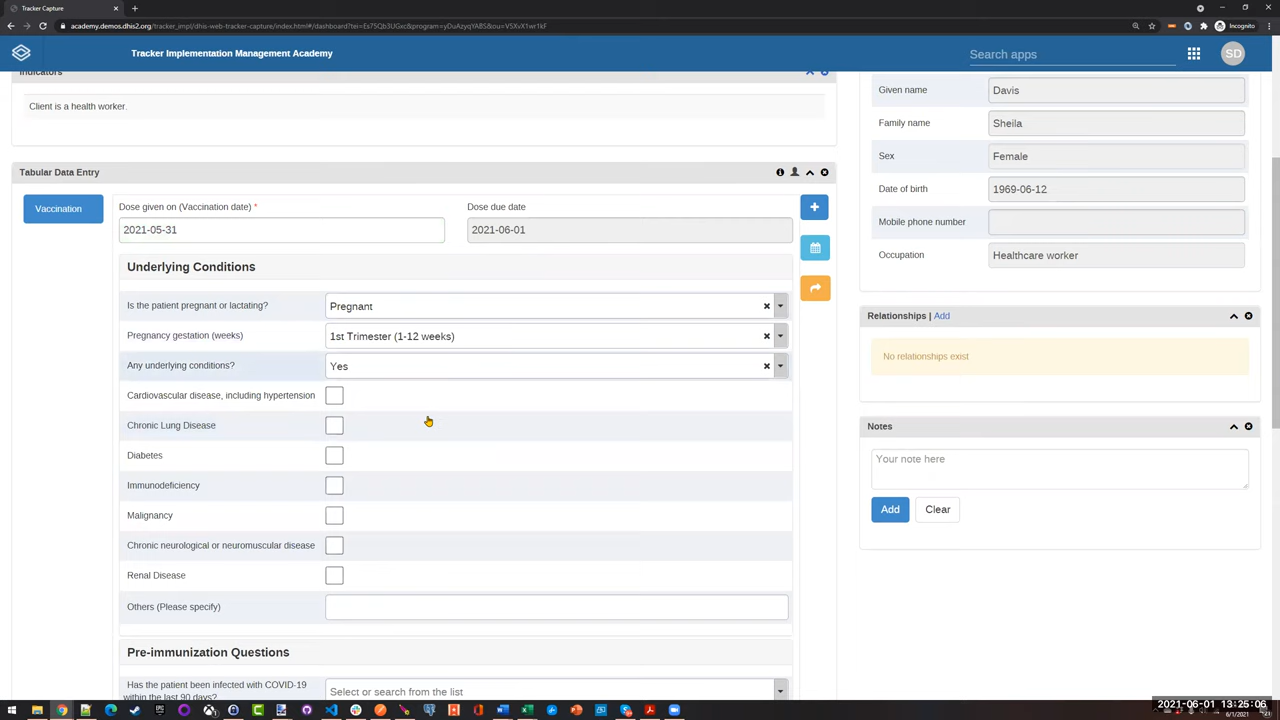 Tracker Capture
academy.demos.dhis2.org/tracker_impl/dhis-web-tracker-capture/index.html#/dashboard?tei=Es75Qb3UGxc&program=yDuAzyqYABS&ou=V5XvX1wr1kF
Incognito
Tracker Implementation Management Academy
Search apps
SD
Indicators
Client is a health worker.
Given name
Davis
Family name
Sheila
Sex
Female
Date of birth
1969-06-12
Mobile phone number
Occupation
Healthcare worker
Tabular Data Entry
Vaccination
Dose given on (Vaccination date) *
Dose due date
2021-05-31
2021-06-01
Underlying Conditions
Is the patient pregnant or lactating?
Pregnant
Pregnancy gestation (weeks)
1st Trimester (1-12 weeks)
Any underlying conditions?
Yes
Cardiovascular disease, including hypertension
Chronic Lung Disease
Diabetes
Immunodeficiency
Malignancy
Chronic neurological or neuromuscular disease
Renal Disease
Others (Please specify)
Pre-immunization Questions
Has the patient been infected with COVID-19
within the last 90 days?
Select or search from the list
Relationships | Add
No relationships exist
Notes
Your note here
Add
Clear
2021-06-01 13:25:06
6/1/2021